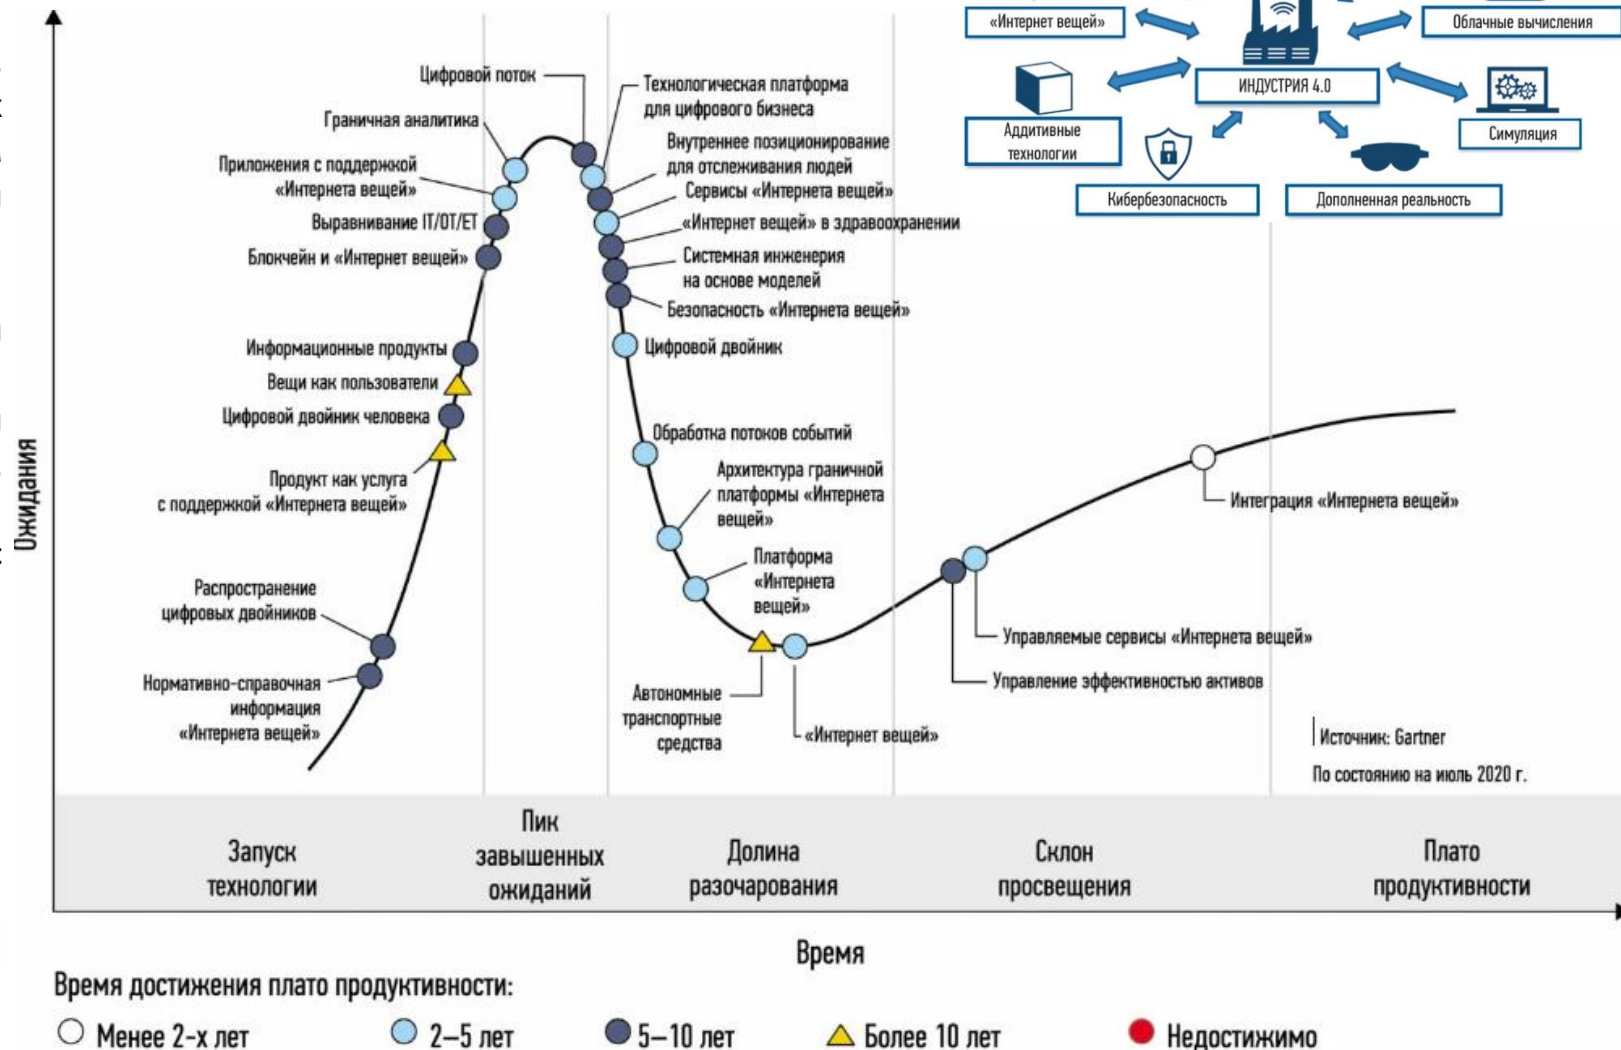 «Интернет вещей»
Облачные вычисления
ИНДУСТРИЯ 4.0
Аддитивные
технологии
Симуляция
Кибербезопасность
Дополненная реальность
Ожидания
Цифровой поток
Граничная аналитика
Приложения с поддержкой
«Интернета вещей»
Выравнивание IT/OT/ET
Блокчейн и «Интернет вещей»
Информационные продукты
Вещи как пользователи
Цифровой двойник человека
Продукт как услуга
с поддержкой «Интернета вещей»
Распространение
цифровых двойников
Нормативно-справочная
информация
«Интернета вещей»
Технологическая платформа
для цифрового бизнеса
Внутреннее позиционирование
для отслеживания людей
Сервисы «Интернета вещей»
«Интернет вещей» в здравоохранении
Системная инженерия
на основе моделей
Безопасность «Интернета вещей»
Цифровой двойник
Обработка потоков событий
Архитектура граничной
платформы «Интернета
вещей»
Платформа
«Интернета
вещей»
Автономные
транспортные
средства
«Интернет вещей»
Интеграция «Интернета вещей»
Управляемые сервисы «Интернета вещей»
Управление эффективностью активов
Источник: Gartner
По состоянию на июль 2020 г.
Запуск
технологии
Пик
завышенных
ожиданий
Долина
разочарования
Склон
просвещения
Плато
продуктивности
Время
Время достижения плато продуктивности:
Менее 2-х лет
2–5 лет
5–10 лет
Более 10 лет
Недостижимо